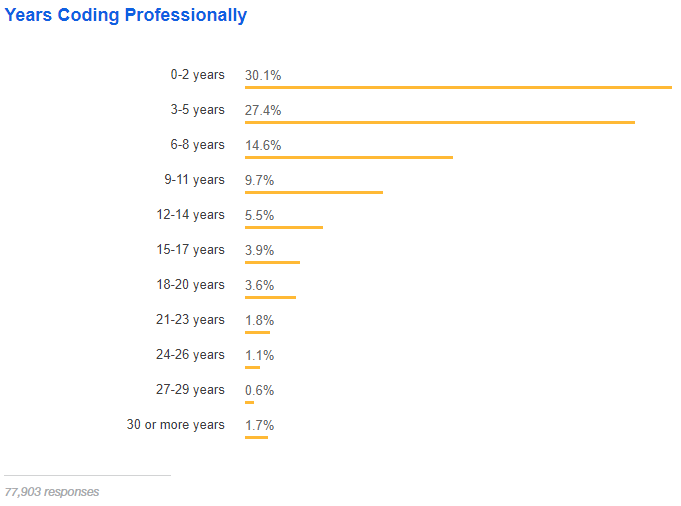 Years Coding Professionally
0-2 years 30.1%
3-5 years 27.4%
6-8 years 14.6%
9-11 years 9.7%
12-14 years 5.5%
15-17 years 3.9%
18-20 years 3.6%
21-23 years 1.8%
24-26 years 1.1%
27-29 years 0.6%
30 or more years 1.7%
77,903 responses